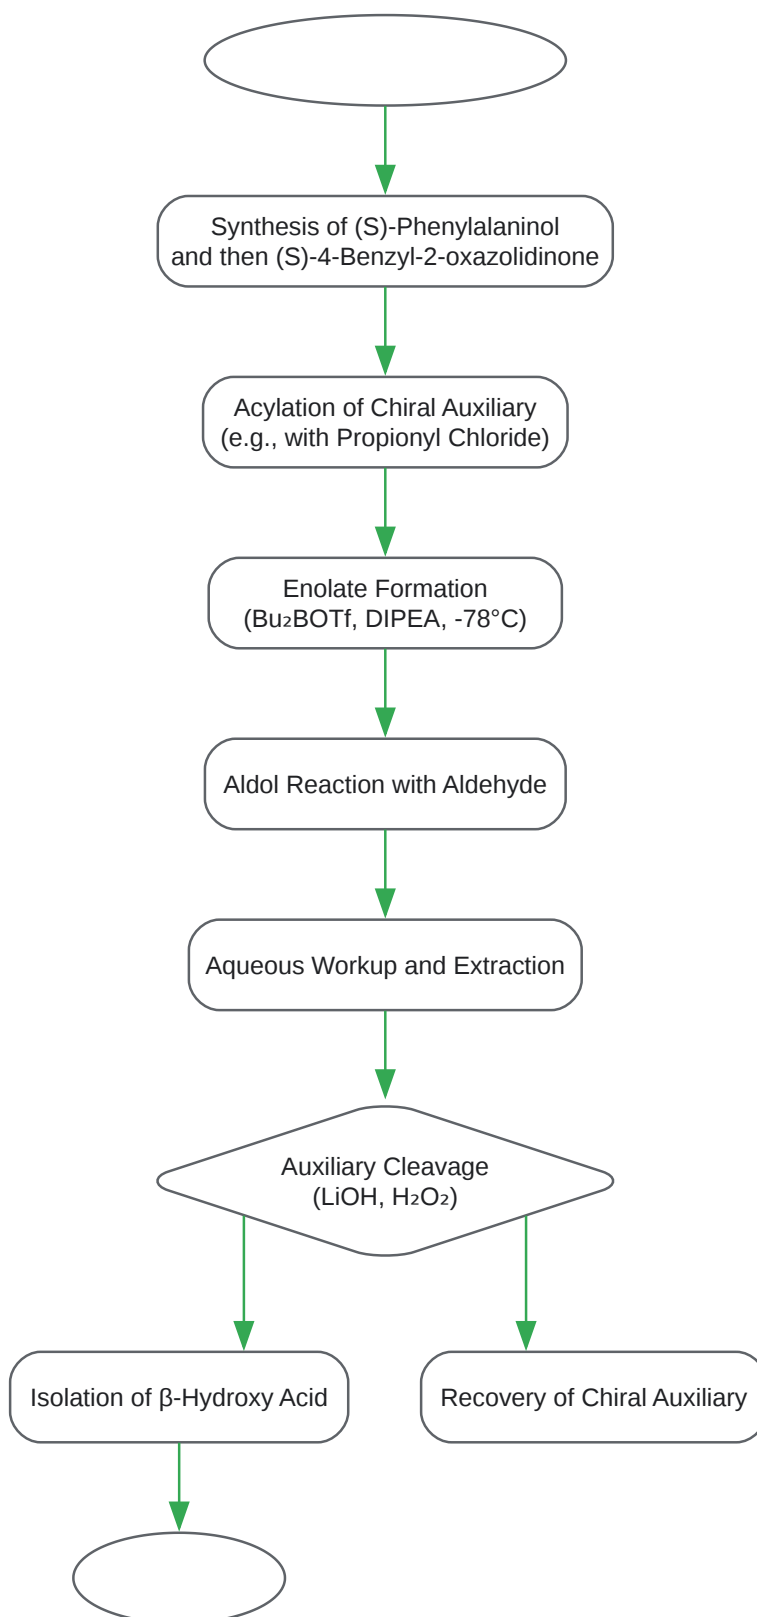 Synthesis of (S)-Phenylalaninol
and then (S)-4-Benzyl-2-oxazolidinone
Acylation of Chiral Auxiliary
(e.g., with Propionyl Chloride)
Enolate Formation
(Bu₂BOTf, DIPEA, -78°C)
Aldol Reaction with Aldehyde
Aqueous Workup and Extraction
Auxiliary Cleavage
(LiOH, H₂O₂)
Isolation of β-Hydroxy Acid
Recovery of Chiral Auxiliary